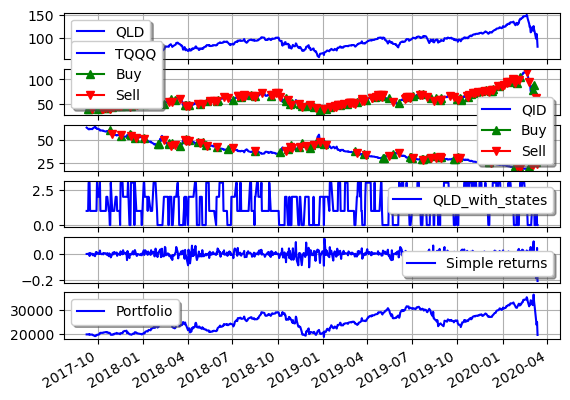 150
QLD
100
TQQQ
Buy
100
Sell
50
QID
50
Buy
25
Sell
2.5
QLD_with_states
0.0
0.0
Simple returns
−0.2
30000
Portfolio
20000
2017-10
2018-01
2018-04
2018-07
2018-10
2019-01
2019-04
2019-07
2019-10
2020-01
2020-04